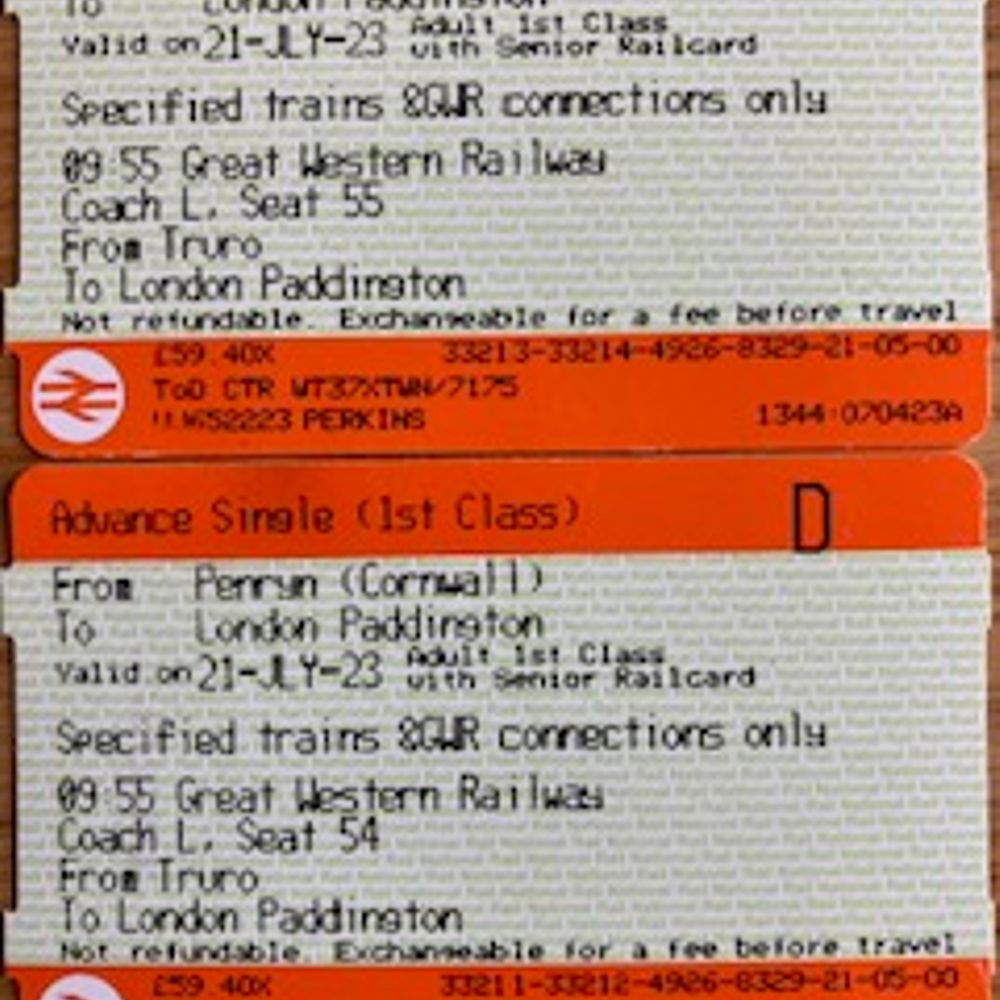 To London Paddington
Valid on 21-JLY-23 Adult 1st Class
with Senior Railcard
Specified trains &GWR connections only
09:55 Great Western Railway
Coach L, Seat 55
From Truro
To London Paddington
Not refundable. Exchangeable for a fee before travel
£59.40X 33213-33214-4926-8329-21-05-00
ToD CTR WT37XTWN/7175
PERKINS 1344 070423A
Advance Single (1st Class) D
From Penryn (Cornwall)
To London Paddington
Valid on 21-JLY-23 Adult 1st Class
with Senior Railcard
Specified trains &GWR connections only
09:55 Great Western Railway
Coach L, Seat 54
From Truro
To London Paddington
Not refundable. Exchangeable for a fee before travel
£59.40X 33211-33212-4926-8329-21-05-00